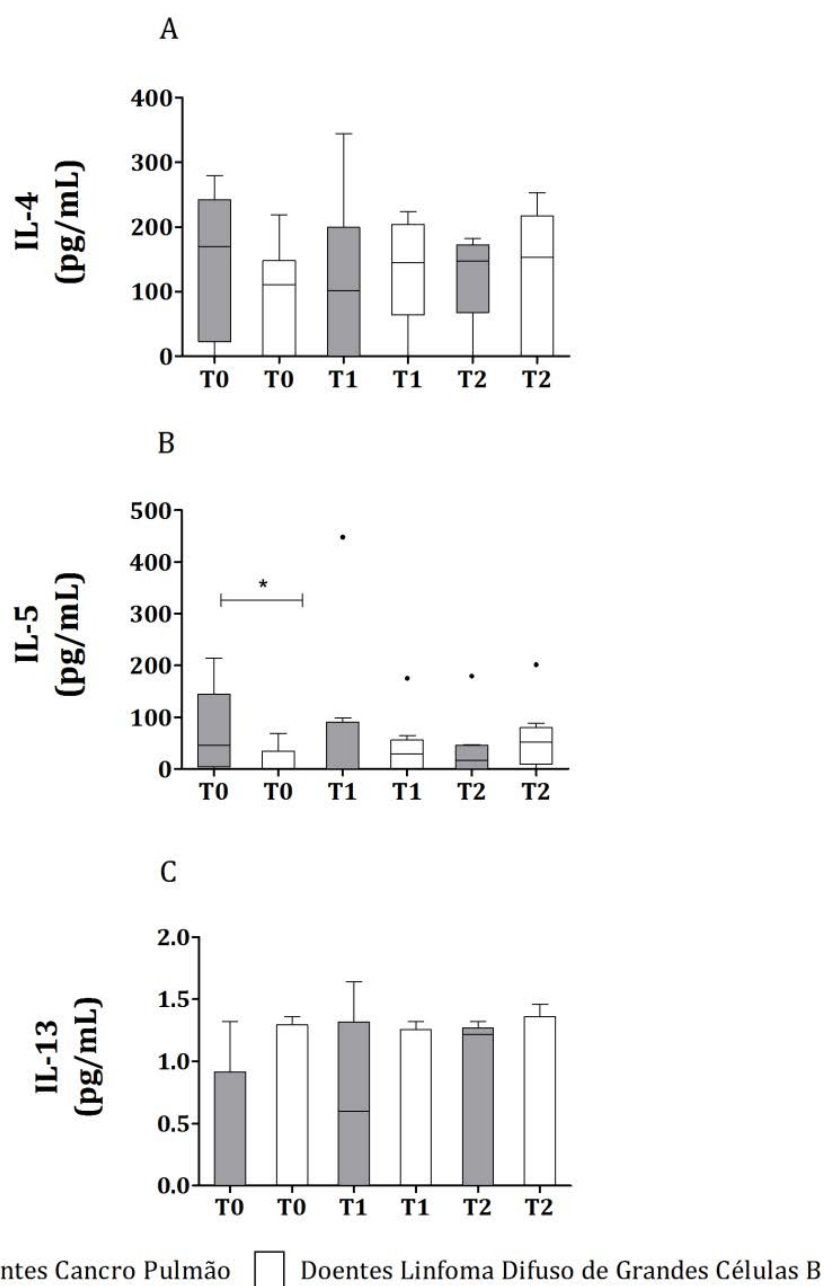 A
400
300
200
100
0
IL-4
(pg/mL)
T0 T0 T1 T1 T2 T2
B
500
400
300
200
100
0
IL-5
(pg/mL)
*
T0 T0 T1 T1 T2 T2
C
2.0
1.5
1.0
0.5
0.0
IL-13
(pg/mL)
T0 T0 T1 T1 T2 T2
ntes Cancro Pulmão Doentes Linfoma Difuso de Grandes Células B